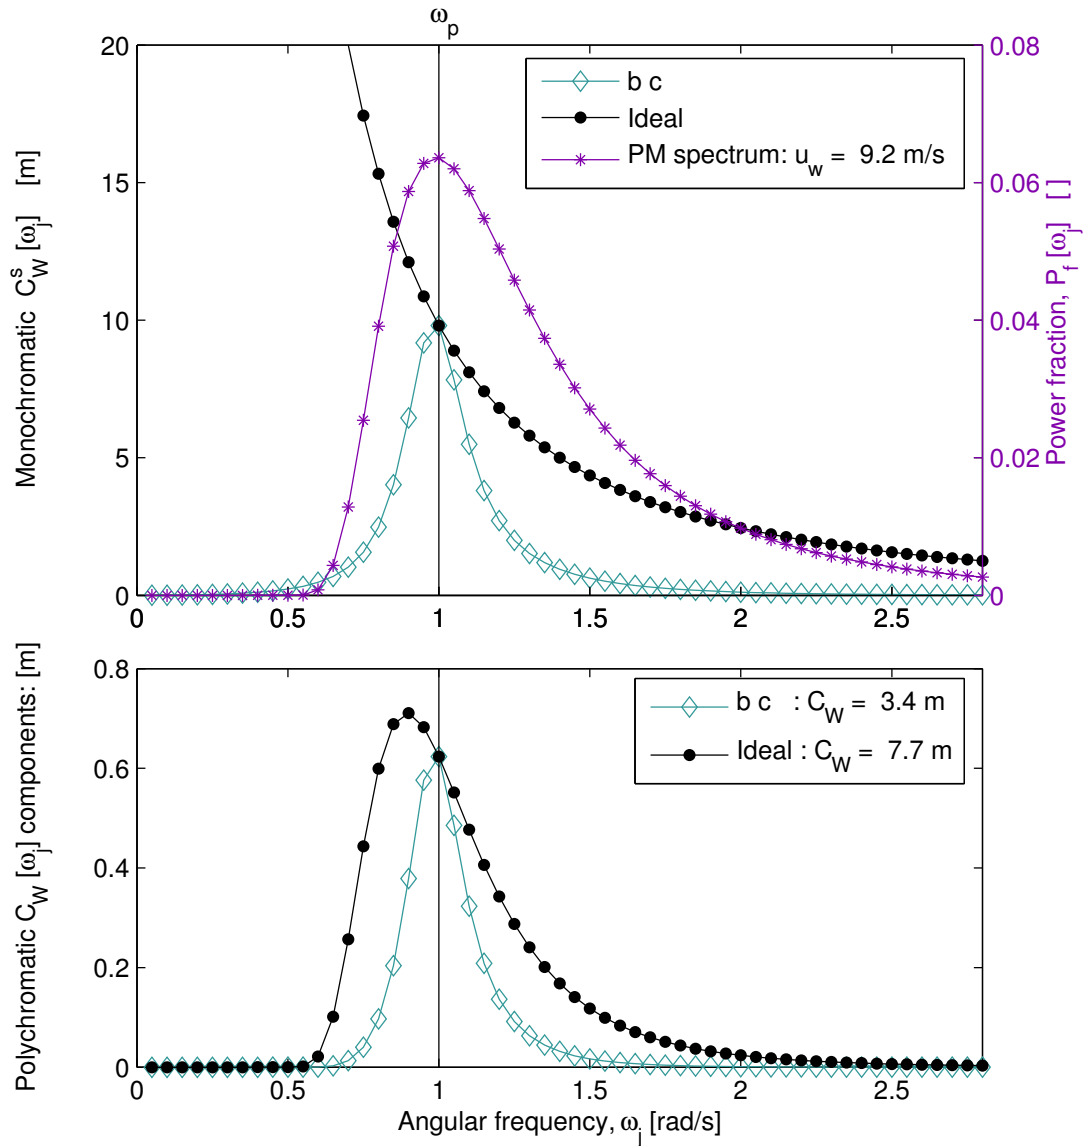 ω_p
20
15
10
5
0
Monochromatic C_W^s [ω_j] [m]
0.08
0.06
0.04
0.02
0
Power fraction, P_f [ω_j] [ ]
b c
Ideal
PM spectrum: u_w = 9.2 m/s
0 0.5 1 1.5 2 2.5
0.8
0.6
0.4
0.2
0
Polychromatic C_W [ω_j] components: [m]
b c : C_W = 3.4 m
Ideal : C_W = 7.7 m
0 0.5 1 1.5 2 2.5
Angular frequency, ω_j [rad/s]